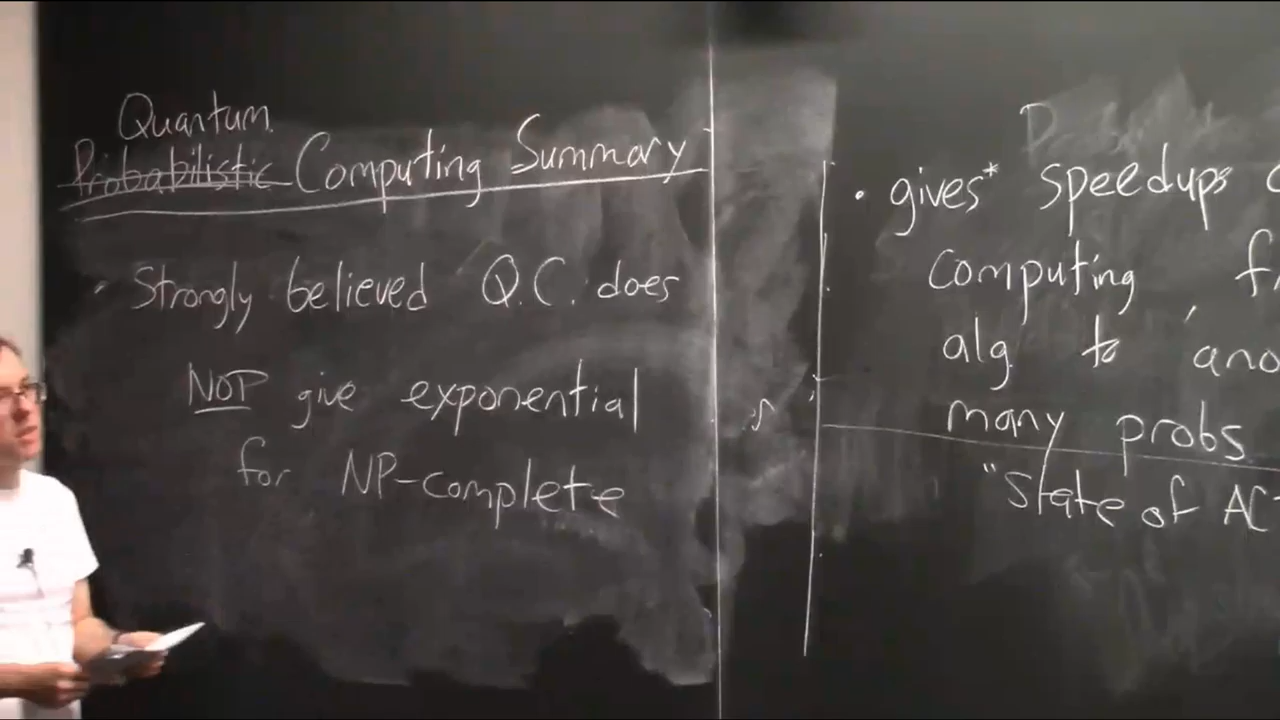 Quantum
Probabilistic Computing Summary
• Strongly believed Q.C. does
NOT give exponential
for NP-complete
• gives* speedups
computing
alg to
many probs
"State of